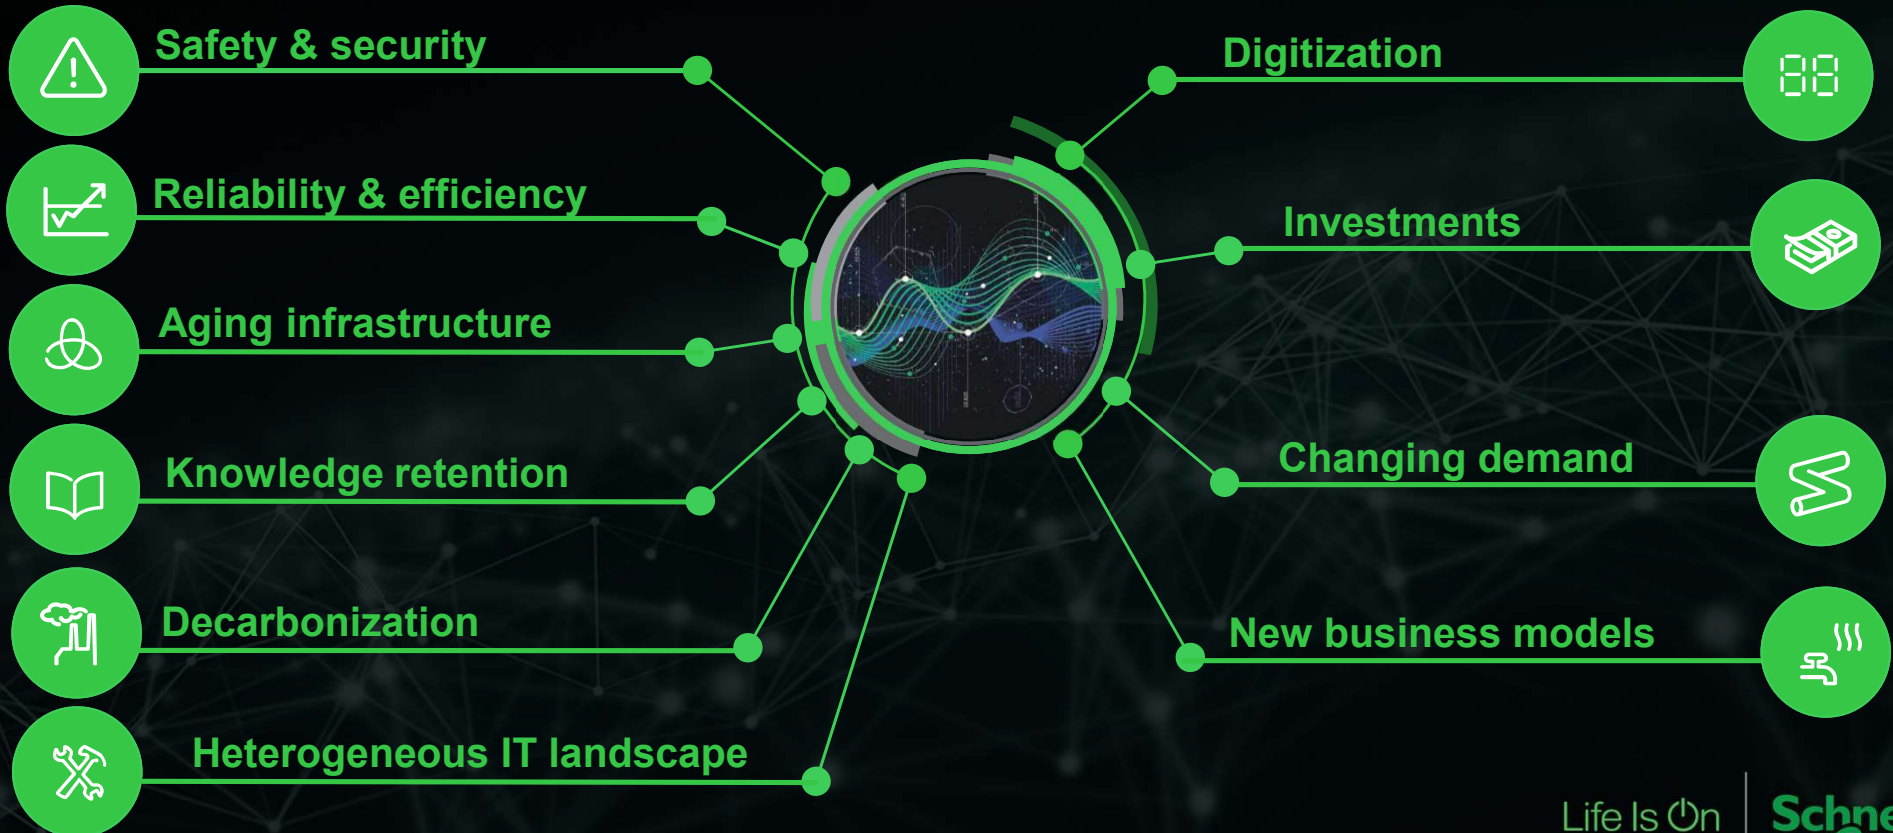 Safety & security
Reliability & efficiency
Aging infrastructure
Knowledge retention
Decarbonization
Heterogeneous IT landscape
Digitization
Investments
Changing demand
New business models
Life Is On
Schne